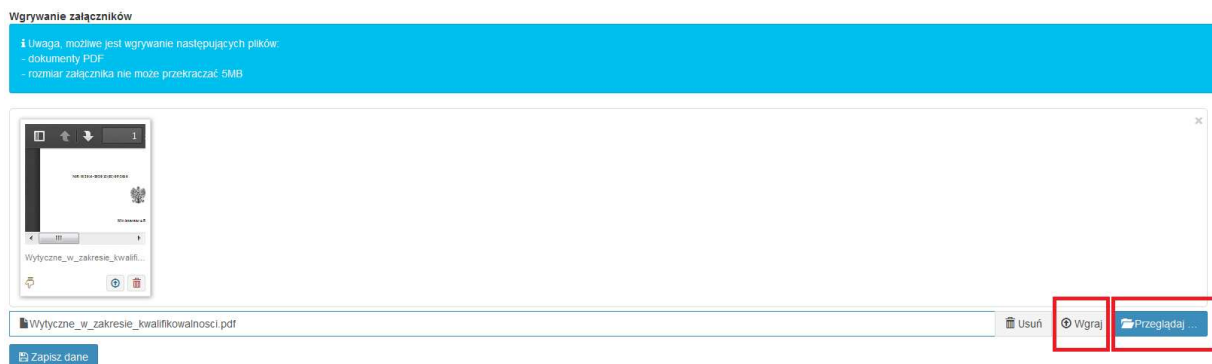 Wgrywanie załączników
Uwaga, możliwe jest wgrywanie następujących plików:
- dokumenty PDF
- rozmiar załącznika nie może przekraczać 5MB
1
Wytyczne_w_zakresie_kwalifi...
Wytyczne_w_zakresie_kwalifikowalnosci.pdf
Usuń Wgraj Przeglądaj ...
Zapisz dane